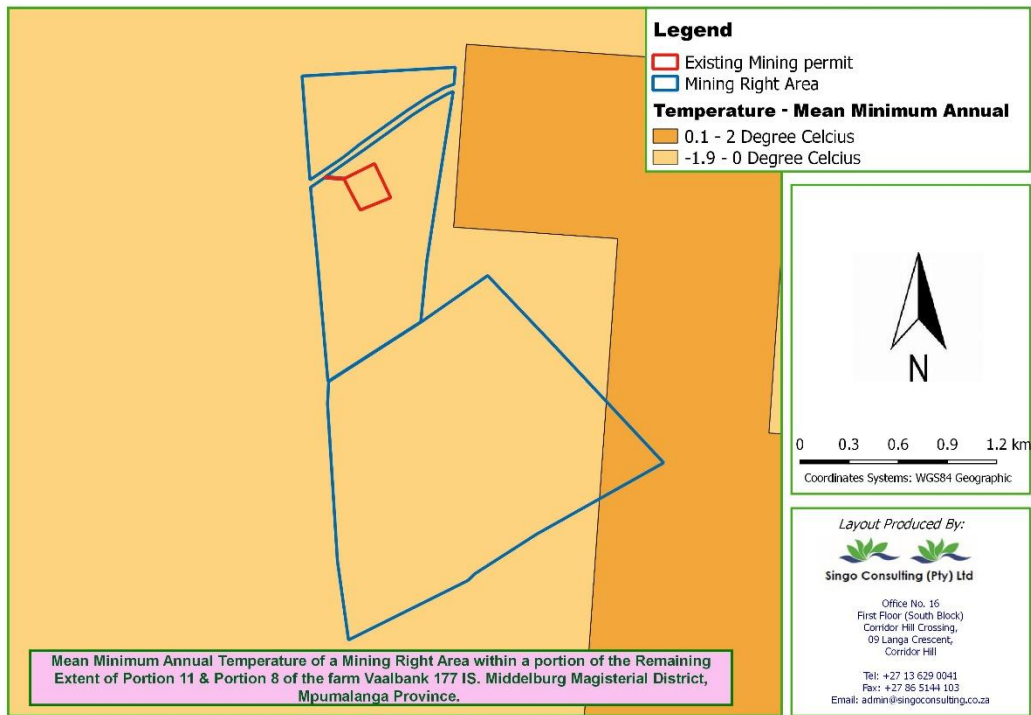 Legend
Existing Mining permit
Mining Right Area
Temperature - Mean Minimum Annual
0.1 - 2 Degree Celcius
-1.9 - 0 Degree Celcius
N
0 0.3 0.6 0.9 1.2 km
Coordinates Systems: WGS84 Geographic
Layout Produced By:
Singo Consulting (Pty) Ltd
Office No. 16
First Floor (South Block)
Corridor Hill Crossing,
09 Langa Crescent,
Corridor Hill
Tel: +27 13 629 0041
Fax: +27 86 5144 103
Email: admin@singoconsulting.co.za
Mean Minimum Annual Temperature of a Mining Right Area within a portion of the Remaining
Extent of Portion 11 & Portion 8 of the farm Vaalbank 177 IS. Middelburg Magisterial District,
Mpumalanga Province.